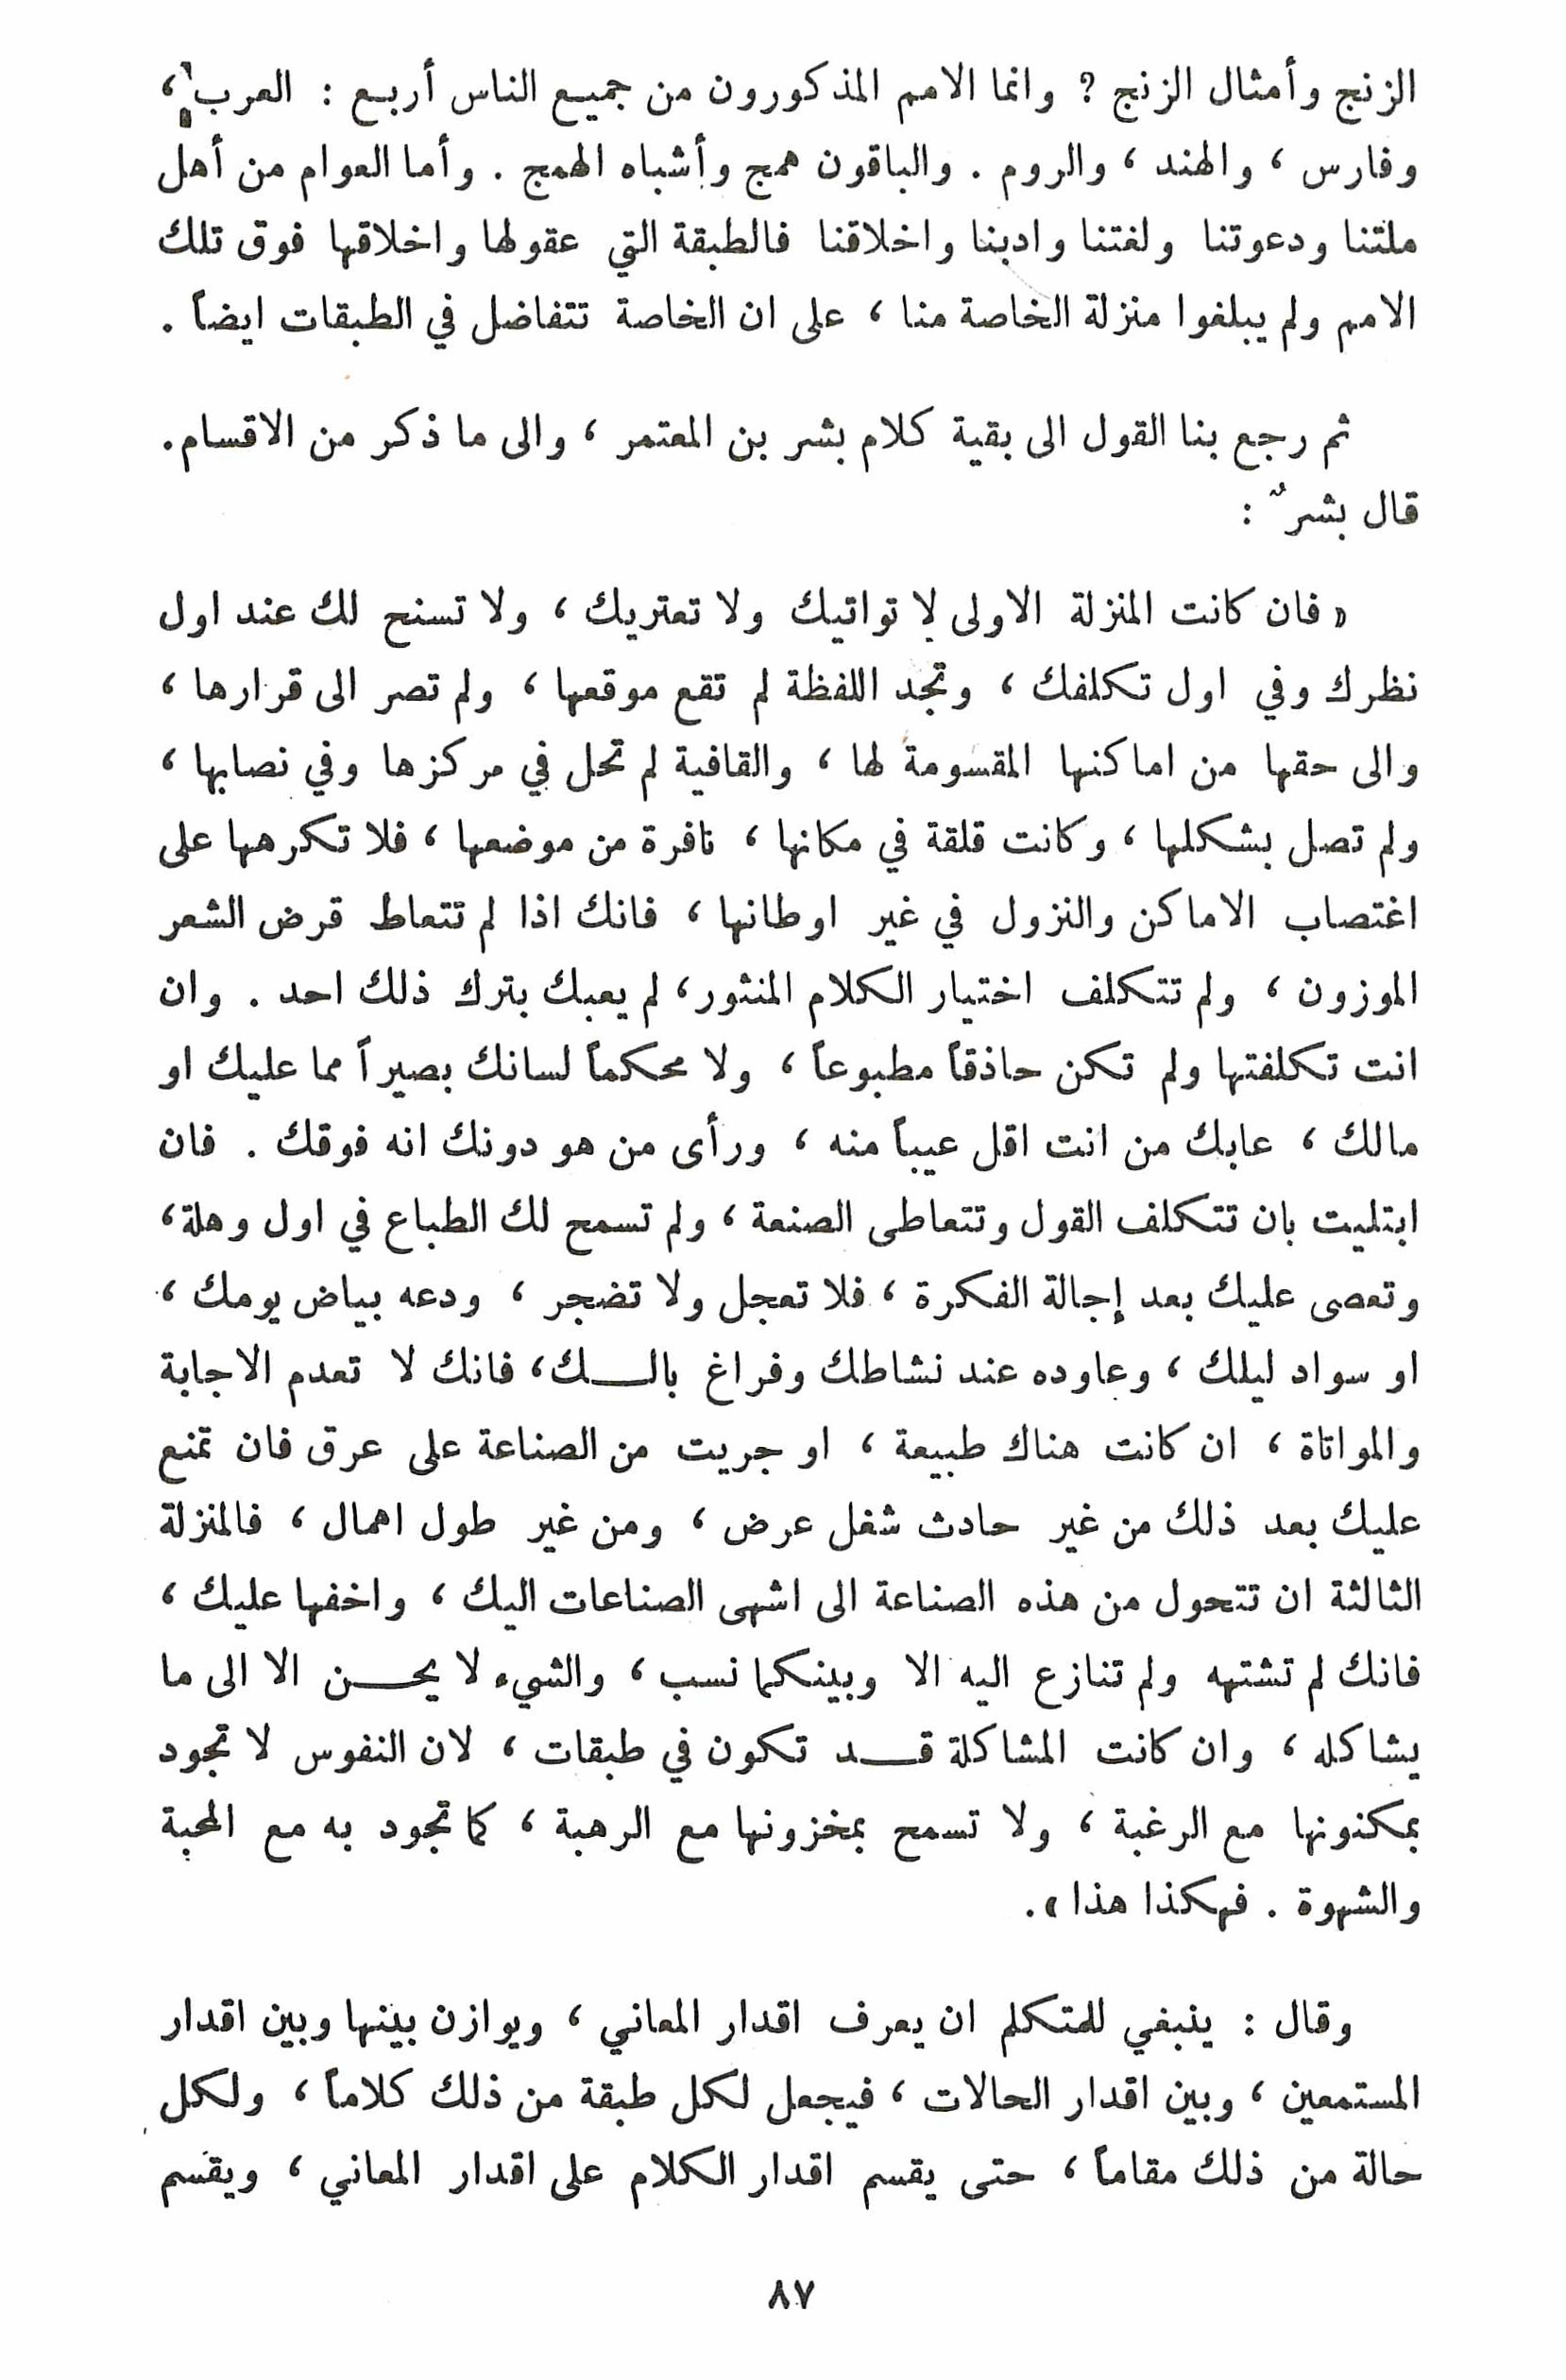 الزنج وأمثال الزنج ? وانما الامم المذكورون من جميع الناس أربع : العرب ،
وفارس ، والهند ، والروم . والباقون همج وأشباه الهمج . وأما العوام من أهل
ملتنا ودعوتنا ولغتنا وادبنا واخلاقنا فالطبقة التي عقولها واخلاقها فوق تلك
الامم ولم يبلغوا منزلة الخاصة منا ، على ان الخاصة تتفاضل في الطبقات ايضاً .
ثم رجع بنا القول الى بقية كلام بشر بن المعتمر ، والى ما ذكر من الاقسام.
قال بشرٌ :
« فان كانت المنزلة الاولى لا تواتيك ولا تعتريك ، ولا تسنح لك عند اول
نظرك وفي اول تكلفك ، وتجد اللفظة لم تقع موقعها ، ولم تصر الى قرارها ،
والى حقها من اماكنها المقسومة لها ، والقافية لم تحل في مركزها وفي نصابها ،
ولم تصل بشكلها ، وكانت قلقة في مكانها ، نافرة من موضعها ، فلا تكرهها على
اغتصاب الاماكن والنزول في غير اوطانها ، فانك اذا لم تتعاط قرض الشعر
الموزون ، ولم تتكلف اختيار الكلام المنثور، لم يعبك بترك ذلك احد . وان
انت تكلفتها ولم تكن حاذقاً مطبوعاً ، ولا محكماً لسانك بصيراً مما عليك او
مالك ، عابك من انت اقل عيباً منه ، ورأى من هو دونك انه فوقك . فان
ابتليت بان تتكلف القول وتتعاطى الصنعة ، ولم تسمح لك الطباع في اول وهلة،
وتعصى عليك بعد إجالة الفكرة ، فلا تعجل ولا تضجر ، ودعه بياض يومك ،
او سواد ليلك ، وعاوده عند نشاطك وفراغ بالـــك، فانك لا تعدم الاجابة
والمواتاة ، ان كانت هناك طبيعة ، او جريت من الصناعة على عرق فان تمنع
عليك بعد ذلك من غير حادث شغل عرض ، ومن غير طول اهمال ، فالمنزلة
الثالثة ان تتحول من هذه الصناعة الى اشهى الصناعات اليك ، واخفها عليك ،
فانك لم تشتهه ولم تنازع اليه الا وبينكما نسب ، والشيء لا يحـــن الا الى ما
يشاكله ، وان كانت المشاكلة قـــد تكون في طبقات ، لان النفوس لا تجود
بمكنونها مع الرغبة ، ولا تسمح بمخزونها مع الرهبة ، كما تجود به مع المحبة
والشهوة . فهكذا هذا » .
وقال : ينبغي للمتكلم ان يعرف اقدار المعاني ، ويوازن بينها وبين اقدار
المستمعين ، وبين اقدار الحالات ، فيجعل لكل طبقة من ذلك كلاماً ، ولكل
حالة من ذلك مقاماً ، حتى يقسم اقدار الكلام على اقدار المعاني ، ويقسم
٨٧